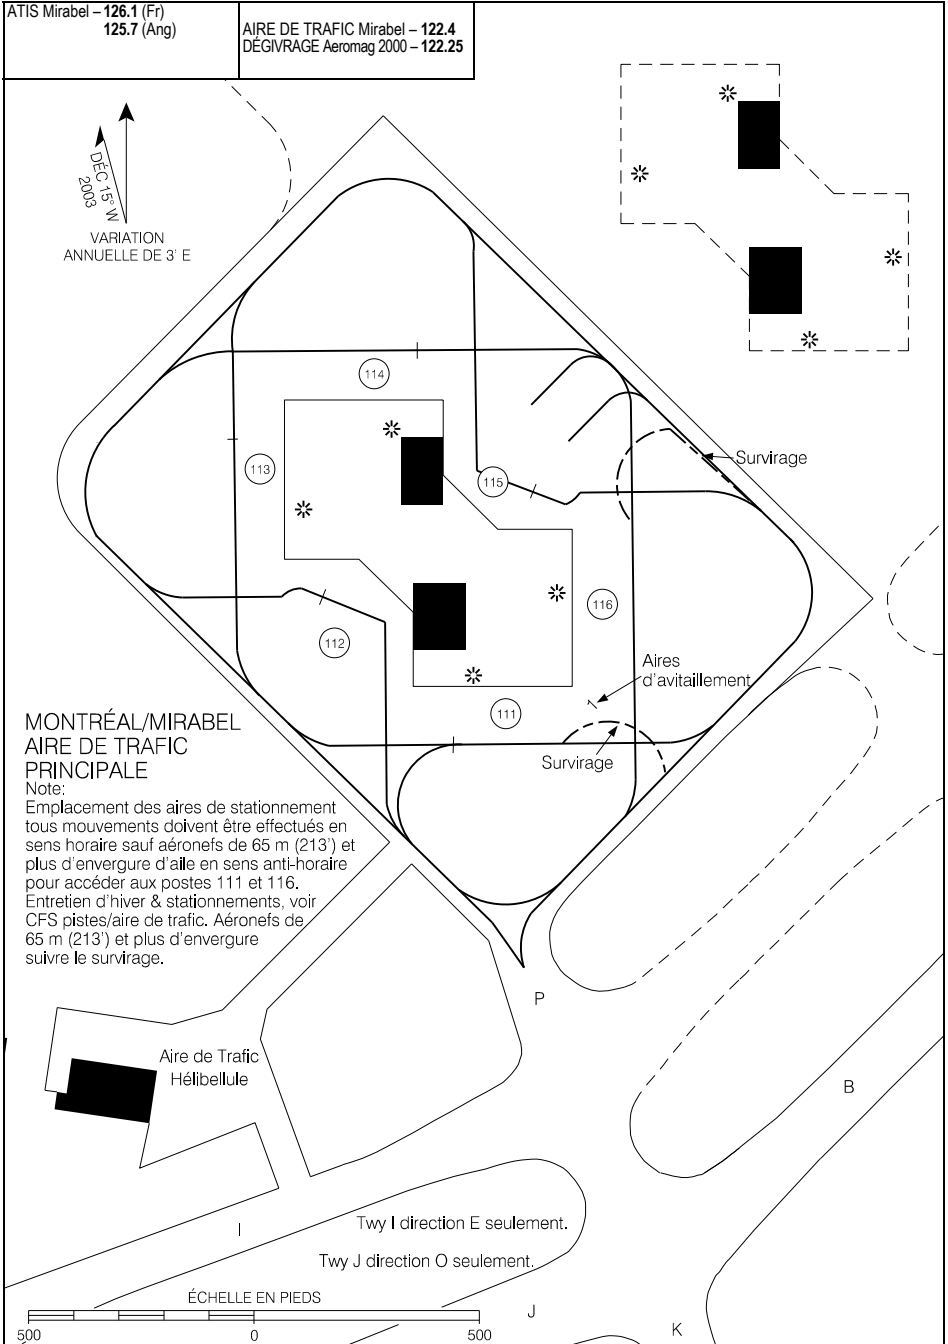 ATIS Mirabel – 126.1 (Fr)
125.7 (Ang)
AIRE DE TRAFIC Mirabel – 122.4
DÉGIVRAGE Aeromag 2000 – 122.25
DÉC 15° W
2003
VARIATION
ANNUELLE DE 3' E
114
113
115
Survirage
116
112
Aires
d'avitaillement
111
Survirage
MONTRÉAL/MIRABEL
AIRE DE TRAFIC
PRINCIPALE
Note:
Emplacement des aires de stationnement
tous mouvements doivent être effectués en
sens horaire sauf aéronefs de 65 m (213') et
plus d'envergure d'aile en sens anti-horaire
pour accéder aux postes 111 et 116.
Entretien d'hiver & stationnements, voir
CFS pistes/aire de trafic. Aéronefs de
65 m (213') et plus d'envergure
suivre le survirage.
P
Aire de Trafic
Hélibellule
B
I
Twy I direction E seulement.
Twy J direction O seulement.
ÉCHELLE EN PIEDS
500 0 500
J
K